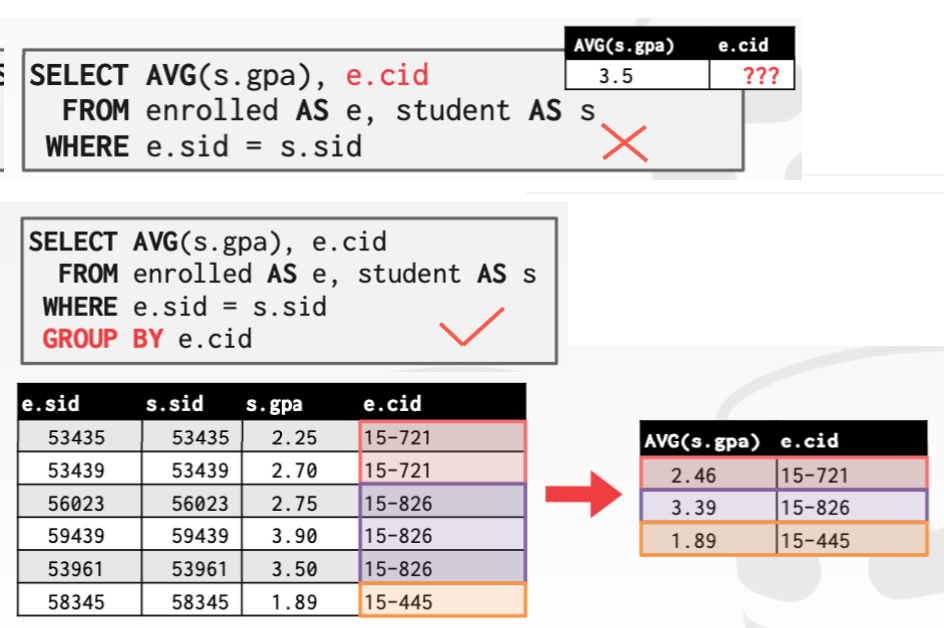 AVG(s.gpa) e.cid
3.5 ???
SELECT AVG(s.gpa), e.cid
FROM enrolled AS e, student AS s
WHERE e.sid = s.sid
SELECT AVG(s.gpa), e.cid
FROM enrolled AS e, student AS s
WHERE e.sid = s.sid
GROUP BY e.cid
e.sid s.sid s.gpa e.cid
53435 53435 2.25 15-721
53439 53439 2.70 15-721
56023 56023 2.75 15-826
59439 59439 3.90 15-826
53961 53961 3.50 15-826
58345 58345 1.89 15-445
AVG(s.gpa) e.cid
2.46 15-721
3.39 15-826
1.89 15-445